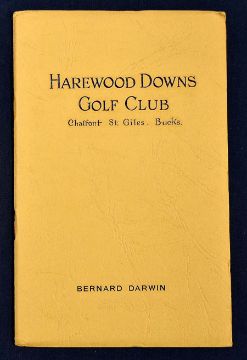 HAREWOOD DOWNS
GOLF CLUB
Chalfont St. Giles. Bucks.
BERNARD DARWIN